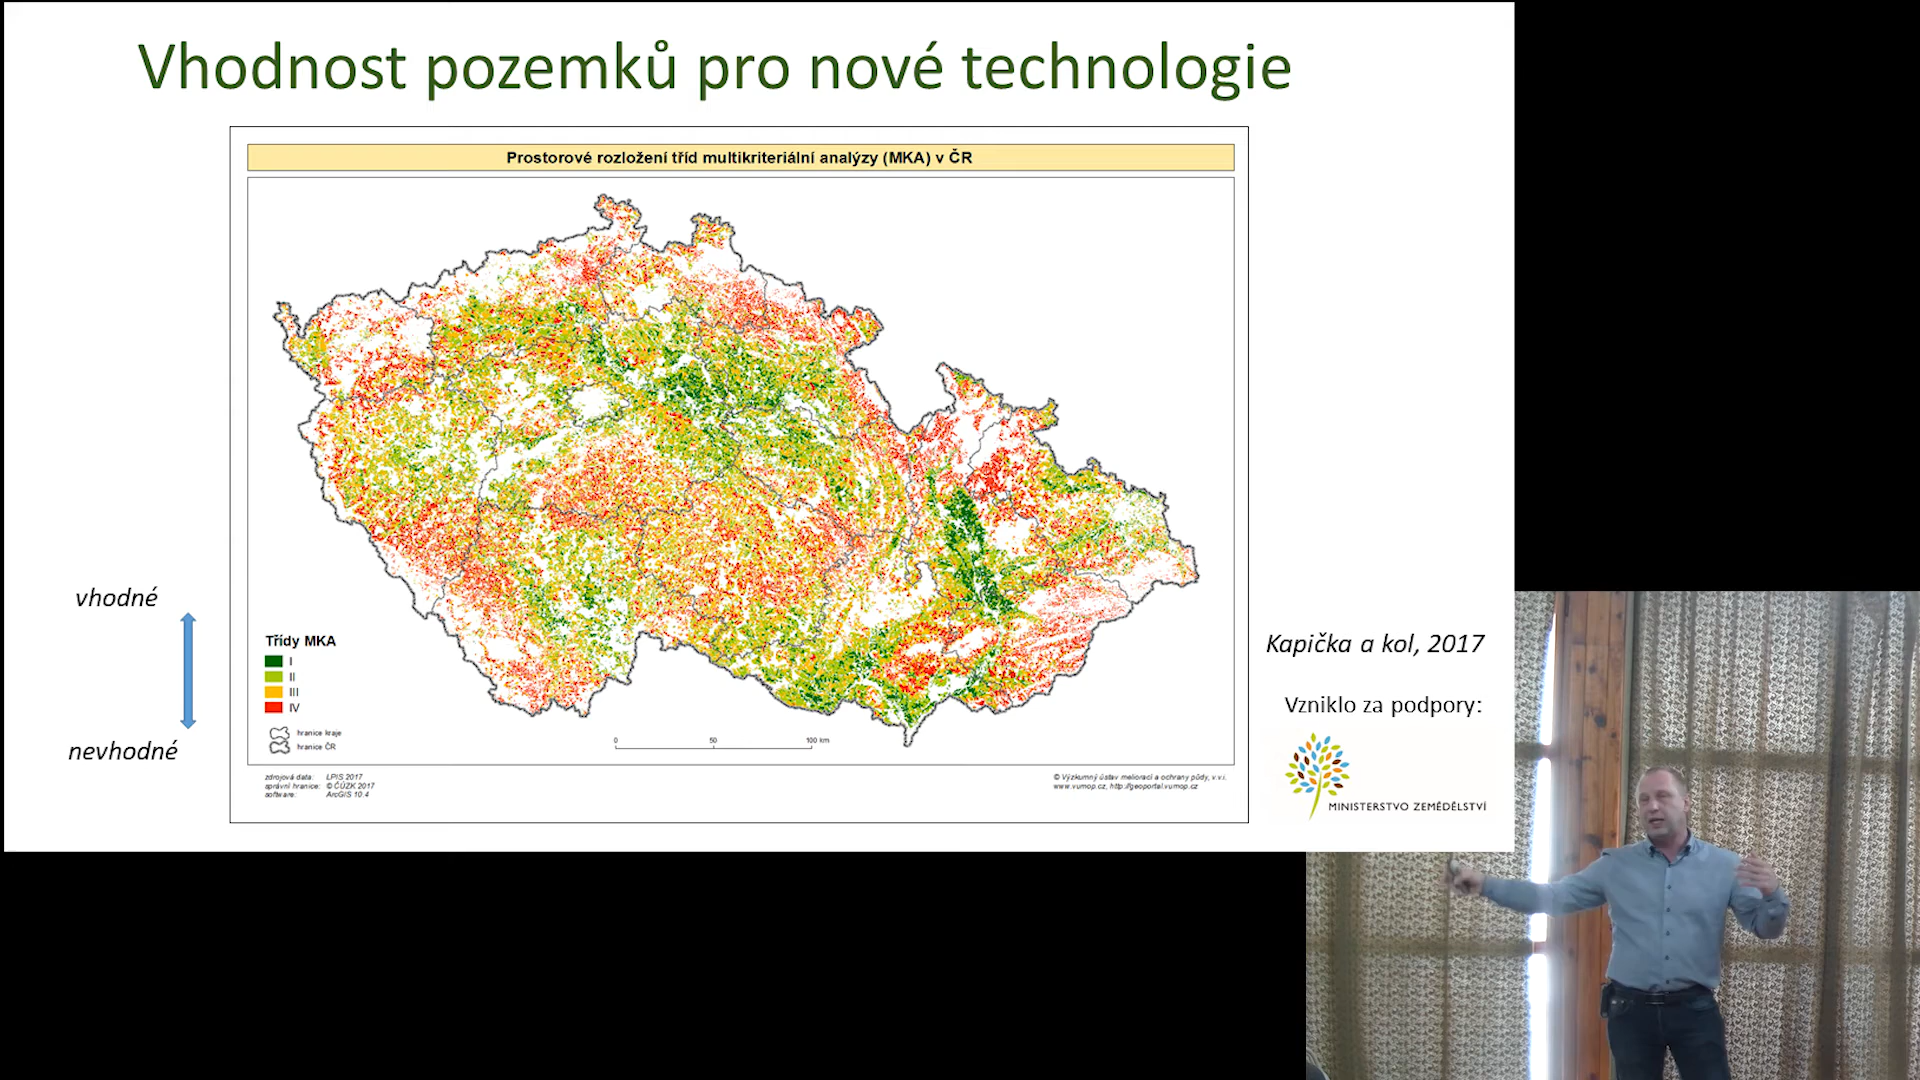 Vhodnost pozemků pro nové technologie
Prostorové rozložení tříd multikriteriální analýzy (MKA) v ČR
vhodné
nevhodné
Třídy MKA
I
II
III
IV
hranice kraje
hranice ČR
0 50 100 km
zdrojová data: LPIS 2017
správní hranice: © ČÚZK 2017
software: ArcGIS 10.4
© Výzkumný ústav meliorací a ochrany půdy, v.v.i.
www.vumop.cz, http://geoportal.vumop.cz
Kapička a kol, 2017
Vzniklo za podpory:
MINISTERSTVO ZEMĚDĚLSTVÍ